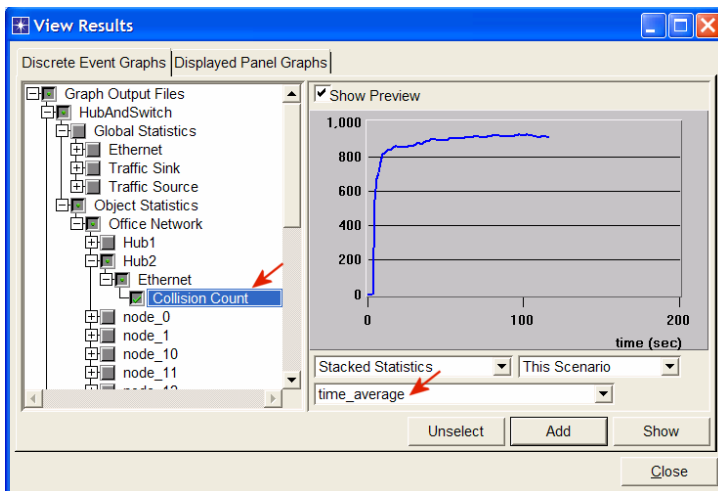 View Results
Discrete Event Graphs
Displayed Panel Graphs
Graph Output Files
HubAndSwitch
Global Statistics
Ethernet
Traffic Sink
Traffic Source
Object Statistics
Office Network
Hub1
Hub2
Ethernet
Collision Count
node_0
node_1
node_10
node_11
Show Preview
1,000
800
600
400
200
0
0 100 200
time (sec)
Stacked Statistics
This Scenario
time_average
Unselect
Add
Show
Close